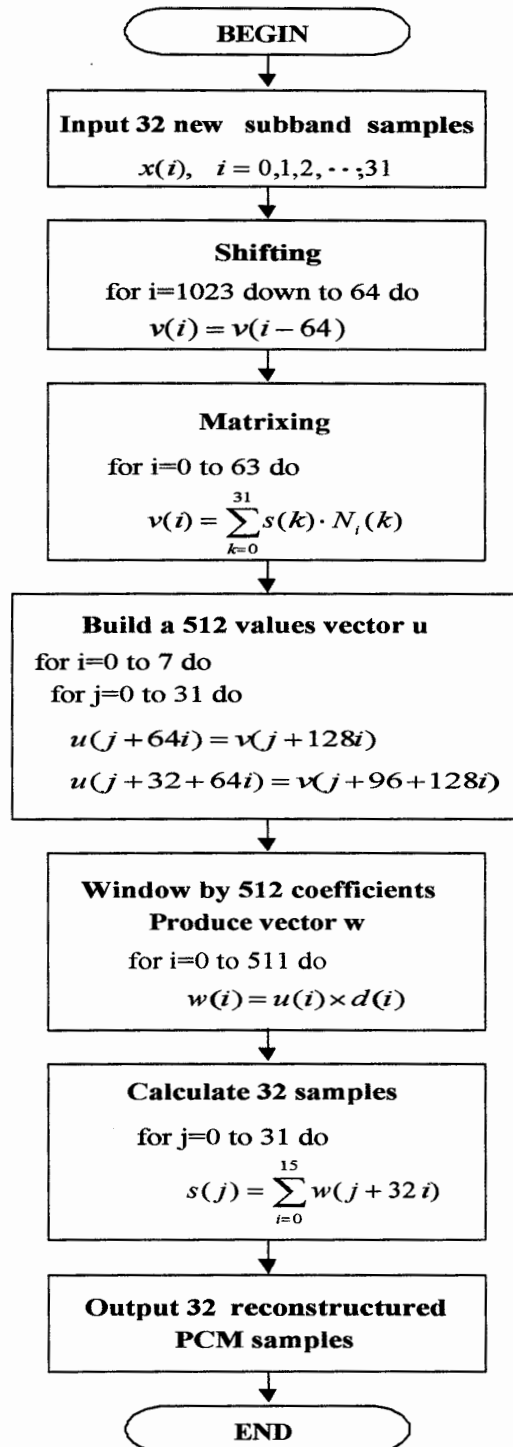 BEGIN
Input 32 new subband samples
x(i), i = 0,1,2, ⋯;31
Shifting
for i=1023 down to 64 do
v(i) = v(i − 64)
Matrixing
for i=0 to 63 do
v(i) = ∑_{k=0}^{31} s(k) · N_i(k)
Build a 512 values vector u
for i=0 to 7 do
for j=0 to 31 do
u(j + 64i) = v(j + 128i)
u(j + 32 + 64i) = v(j + 96 + 128i)
Window by 512 coefficients
Produce vector w
for i=0 to 511 do
w(i) = u(i) × d(i)
Calculate 32 samples
for j=0 to 31 do
s(j) = ∑_{i=0}^{15} w(j + 32 i)
Output 32 reconstructured
PCM samples
END